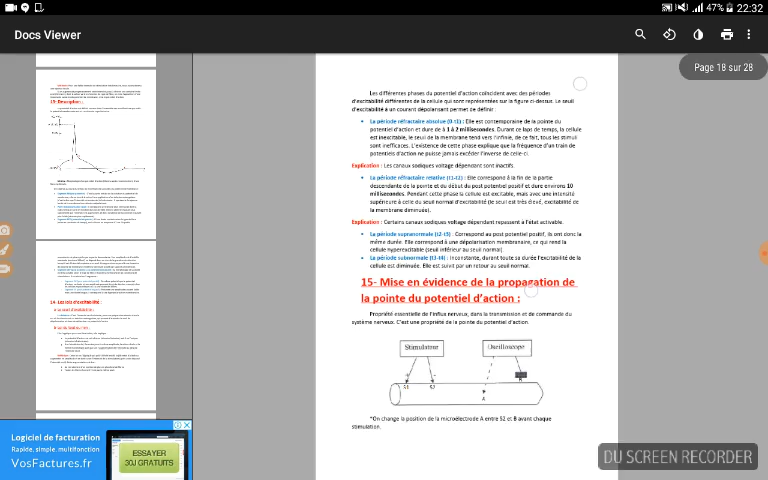 47% 22:32
Docs Viewer
Page 18 sur 28
Les différentes phases du potentiel d'action coïncident avec des périodes
d'excitabilité différentes de la cellule qui sont représentées sur la figure ci-dessus. Le seuil
d'excitabilité à un courant dépolarisant permet de définir :
La période réfractaire absolue (0-t1) : Elle est contemporaine de la pointe du
potentiel d'action et dure de à 1 à 2 millisecondes. Durant ce laps de temps, la cellule
est inexcitable, le seuil de la membrane tend vers l'infini, de ce fait, tous les stimuli
sont inefficaces. L'existence de cette phase explique que la fréquence d'un train de
potentiels d'action ne puisse jamais excéder l'inverse de celle-ci.
Explication : Les canaux sodiques voltage dépendant sont inactifs.
La période réfractaire relative (t1-t2) : Elle correspond à la fin de la partie
descendante de la pointe et du début du post potentiel positif et dure environ 10
millisecondes. Pendant cette phase la cellule est excitable, mais avec une intensité
supérieure à celle du seuil normal d'excitabilité (le seuil est très élevé, excitabilité de
la membrane diminuée),
Explication : Certains canaux sodiques voltage dépendant repassent à l'état activable.
La période supranormale (t2-t3) : Correspond au post potentiel positif, ils ont donc la
même durée. Elle correspond à une dépolarisation membranaire, ce qui rend la
cellule hyperexcitable (seuil inférieur au seuil normal).
La période subnormale (t3-t4) : Inconstante, durant toute sa durée l'excitabilité de la
cellule est diminuée. Elle est suivit par un retour au seuil normal.
15- Mise en évidence de la propagation de
la pointe du potentiel d'action :
Propriété essentielle de l'influx nerveux, dans la transmission et de commande du
système nerveux. C'est une propriété de la pointe du potentiel d'action.
Stimulateur Oscilloscope
+ -
S1 S2 A B
*On change la position de la microélectrode A entre S2 et B avant chaque
stimulation.
13- Description :
14- Les lois d'excitabilité :
Logiciel de facturation
Rapide, simple, multifonction
VosFactures.fr
ESSAYER
30J GRATUITS
DU SCREEN RECORDER